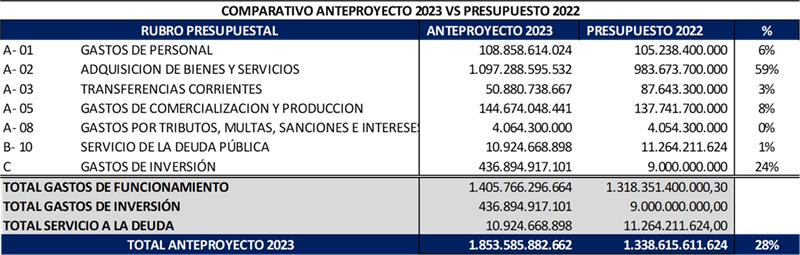 COMPARATIVO ANTEPROYECTO 2023 VS PRESUPUESTO 2022
RUBRO PRESUPUESTAL ANTEPROYECTO 2023 PRESUPUESTO 2022 %
A- 01 GASTOS DE PERSONAL 108.858.614.024 105.238.400.000 6%
A- 02 ADQUISICION DE BIENES Y SERVICIOS 1.097.288.595.532 983.673.700.000 59%
A- 03 TRANSFERENCIAS CORRIENTES 50.880.738.667 87.643.300.000 3%
A- 05 GASTOS DE COMERCIALIZACION Y PRODUCCION 144.674.048.441 137.741.700.000 8%
A- 08 GASTOS POR TRIBUTOS, MULTAS, SANCIONES E INTERESES 4.064.300.000 4.054.300.000 0%
B- 10 SERVICIO DE LA DEUDA PÚBLICA 10.924.668.898 11.264.211.624 1%
C GASTOS DE INVERSIÓN 436.894.917.101 9.000.000.000 24%
TOTAL GASTOS DE FUNCIONAMIENTO 1.405.766.296.664 1.318.351.400.000,30
TOTAL GASTOS DE INVERSIÓN 436.894.917.101 9.000.000.000,00
TOTAL SERVICIO A LA DEUDA 10.924.668.898 11.264.211.624,00
TOTAL ANTEPROYECTO 2023 1.853.585.882.662 1.338.615.611.624 28%